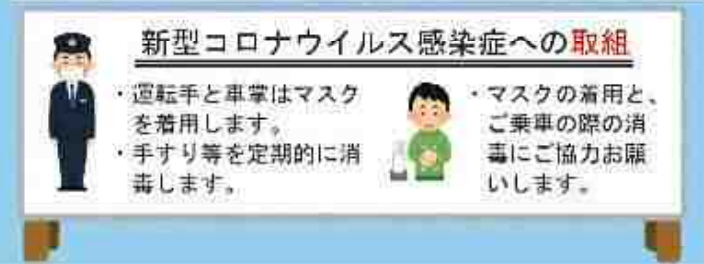 新型コロナウイルス感染症への取組
・運転手と車掌はマスク
を着用します。
・手すり等を定期的に消
毒します。
・マスクの着用と、
ご乗車の際の消
毒にご協力お願
いします。